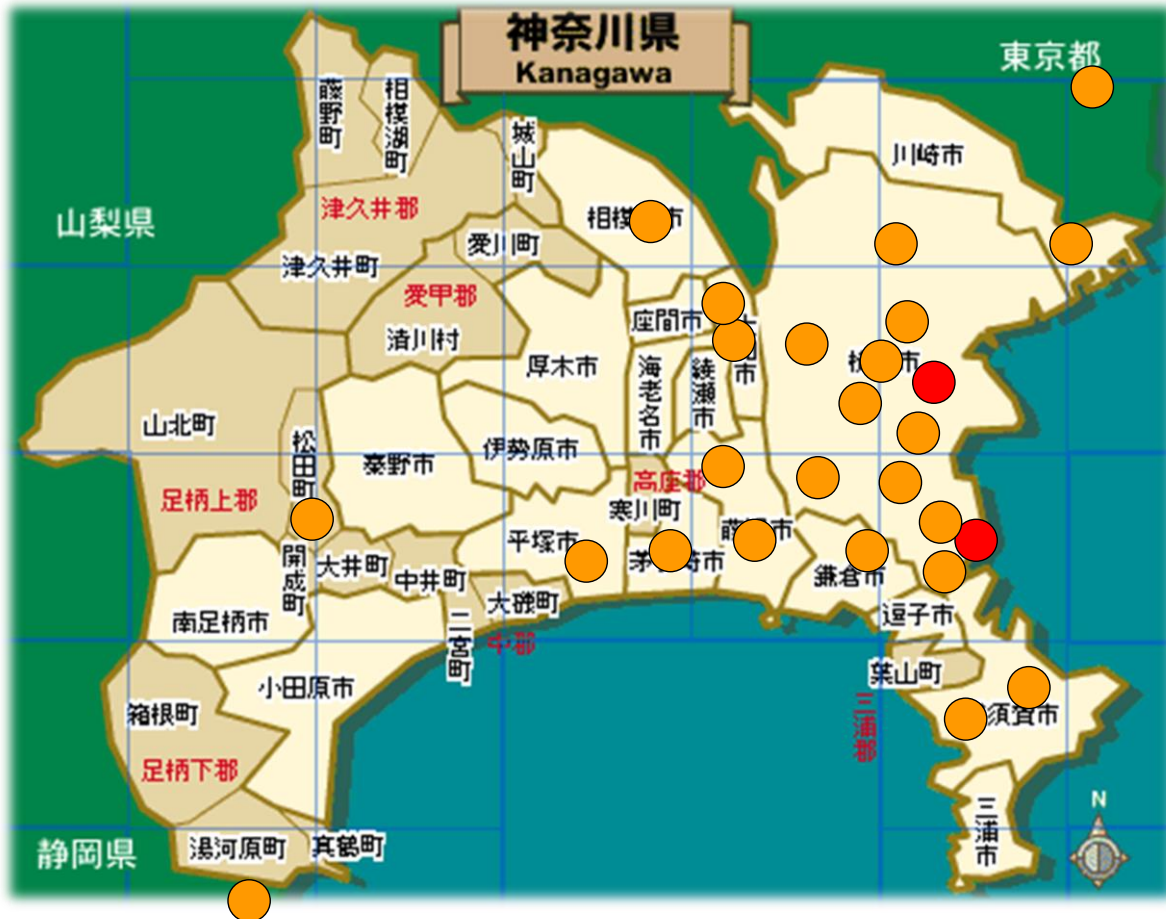 神奈川県
Kanagawa
東京都
山梨県
静岡県
藤野町
相模湖町
城山町
川崎市
津久井郡
愛川町
津久井町
愛甲郡
清川村
座間市
厚木市
海老名市
綾瀬市
山北町
松田町
秦野市
伊勢原市
高座郡
足柄上郡
寒川町
平塚市
開成町
大井町
中井町
大磯町
鎌倉市
南足柄市
逗子市
二宮町
中郡
葉山町
小田原市
箱根町
三浦郡
足柄下郡
三浦市
湯河原町
真鶴町
N